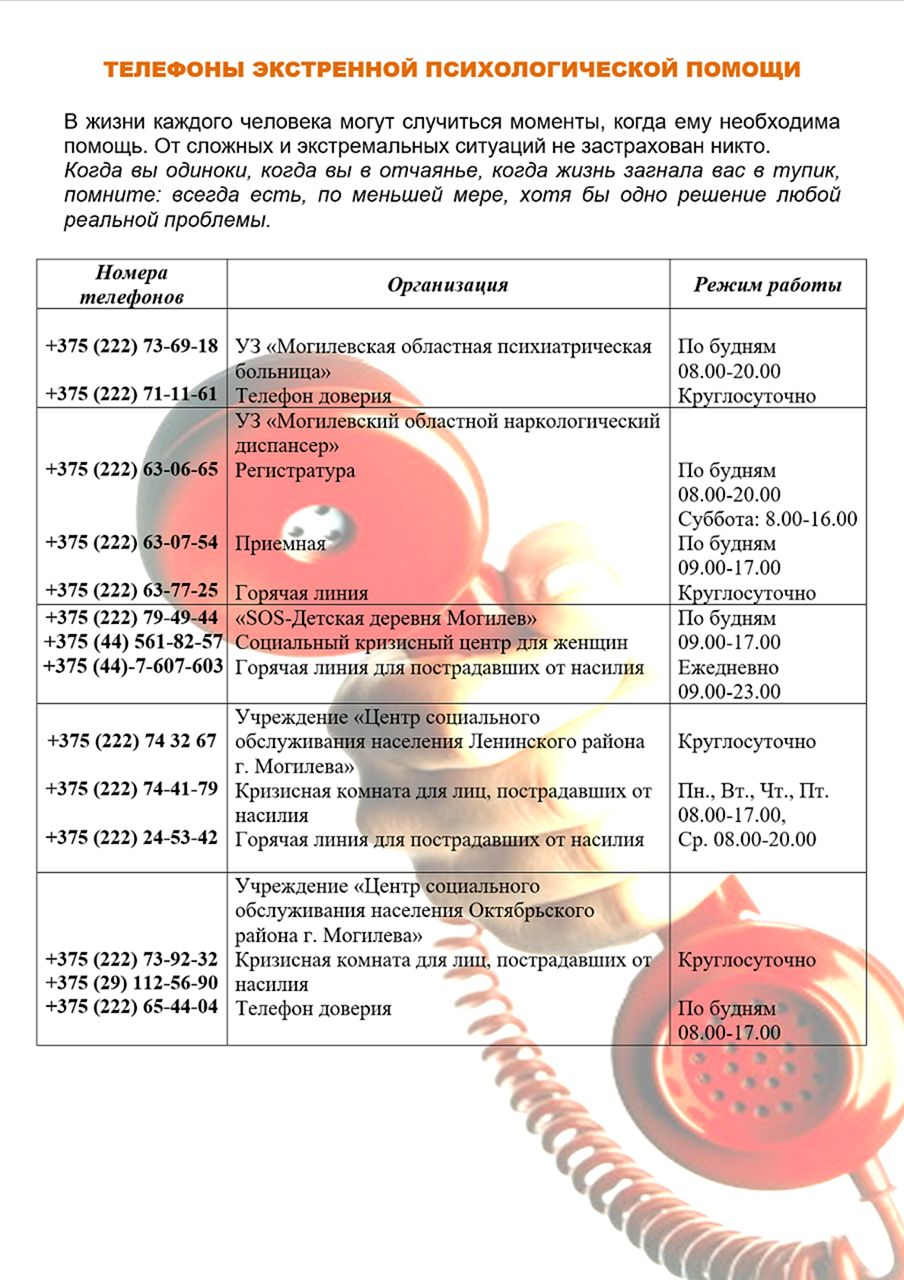 ТЕЛЕФОНЫ ЭКСТРЕННОЙ ПСИХОЛОГИЧЕСКОЙ ПОМОЩИ
В жизни каждого человека могут случиться моменты, когда ему необходима
помощь. От сложных и экстремальных ситуаций не застрахован никто.
Когда вы одиноки, когда вы в отчаянье, когда жизнь загнала вас в тупик,
помните: всегда есть, по меньшей мере, хотя бы одно решение любой
реальной проблемы.
Номера Организация Режим работы
телефонов
+375 (222) 73-69-18 УЗ «Могилевская областная психиатрическая По будням
больница» 08.00-20.00
+375 (222) 71-11-61 Телефон доверия Круглосуточно
УЗ «Могилевский областной наркологический
диспансер»
+375 (222) 63-06-65 Регистратура По будням
08.00-20.00
Суббота: 8.00-16.00
+375 (222) 63-07-54 Приемная По будням
09.00-17.00
+375 (222) 63-77-25 Горячая линия Круглосуточно
+375 (222) 79-49-44 «SOS-Детская деревня Могилев» По будням
+375 (44) 561-82-57 Социальный кризисный центр для женщин 09.00-17.00
+375 (44)-7-607-603 Горячая линия для пострадавших от насилия Ежедневно
09.00-23.00
Учреждение «Центр социального
+375 (222) 74 32 67 обслуживания населения Ленинского района Круглосуточно
г. Могилева»
+375 (222) 74-41-79 Кризисная комната для лиц, пострадавших от Пн., Вт., Чт., Пт.
насилия 08.00-17.00,
+375 (222) 24-53-42 Горячая линия для пострадавших от насилия Ср. 08.00-20.00
Учреждение «Центр социального
обслуживания населения Октябрьского
района г. Могилева»
+375 (222) 73-92-32 Кризисная комната для лиц, пострадавших от Круглосуточно
+375 (29) 112-56-90 насилия
+375 (222) 65-44-04 Телефон доверия По будням
08.00-17.00